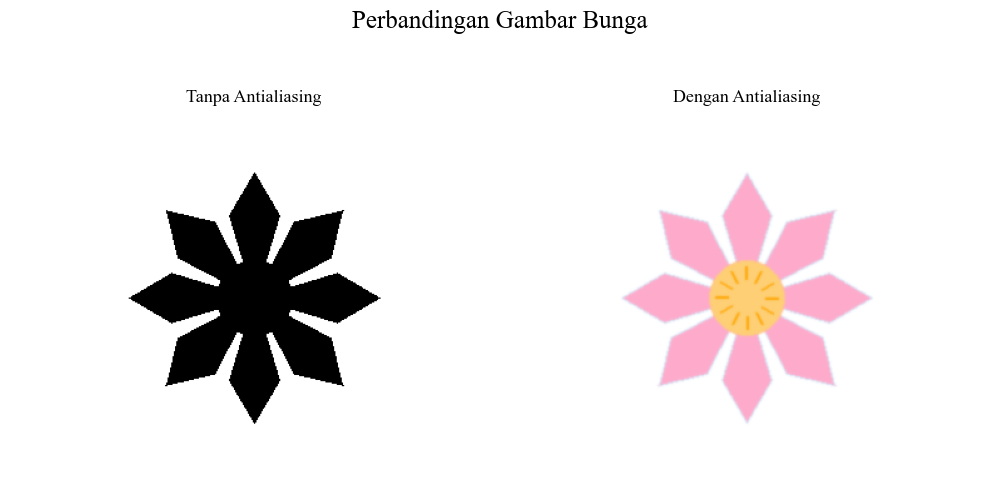 Perbandingan Gambar Bunga
Tanpa Antialiasing
Dengan Antialiasing